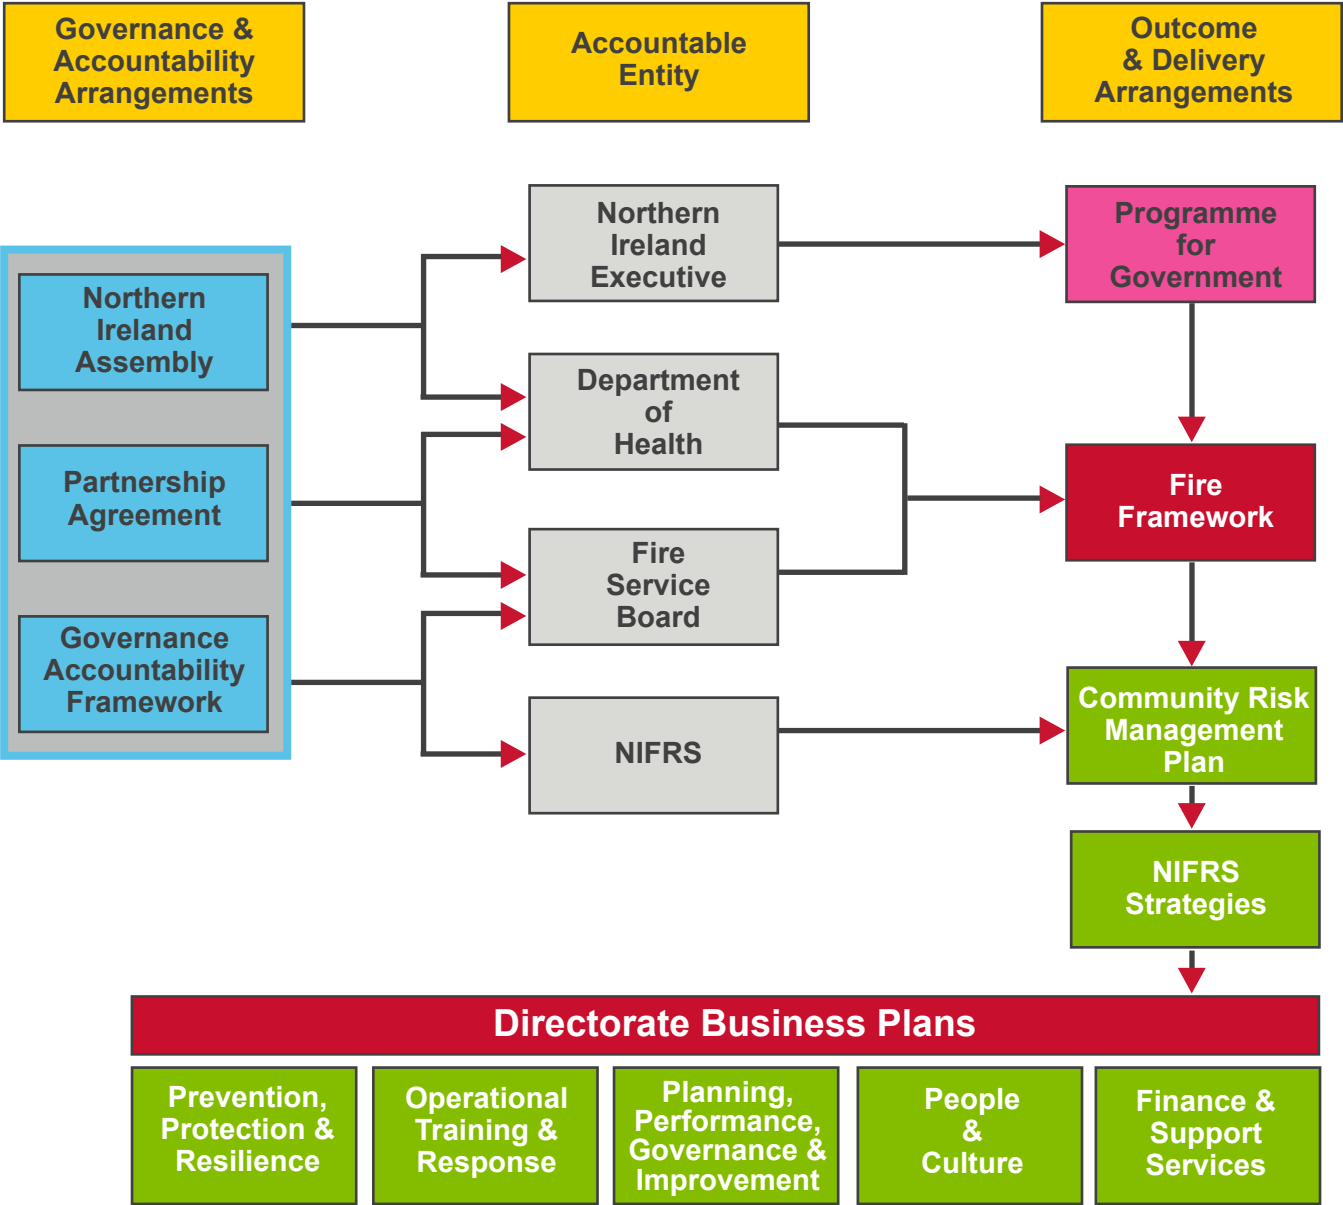 Governance &
Accountability
Arrangements
Accountable
Entity
Outcome
& Delivery
Arrangements
Northern
Ireland
Assembly
Partnership
Agreement
Governance
Accountability
Framework
Northern
Ireland
Executive
Department
of
Health
Fire
Service
Board
NIFRS
Programme
for
Government
Fire
Framework
Community Risk
Management
Plan
NIFRS
Strategies
Directorate Business Plans
Prevention,
Protection &
Resilience
Operational
Training &
Response
Planning,
Performance,
Governance &
Improvement
People
&
Culture
Finance &
Support
Services